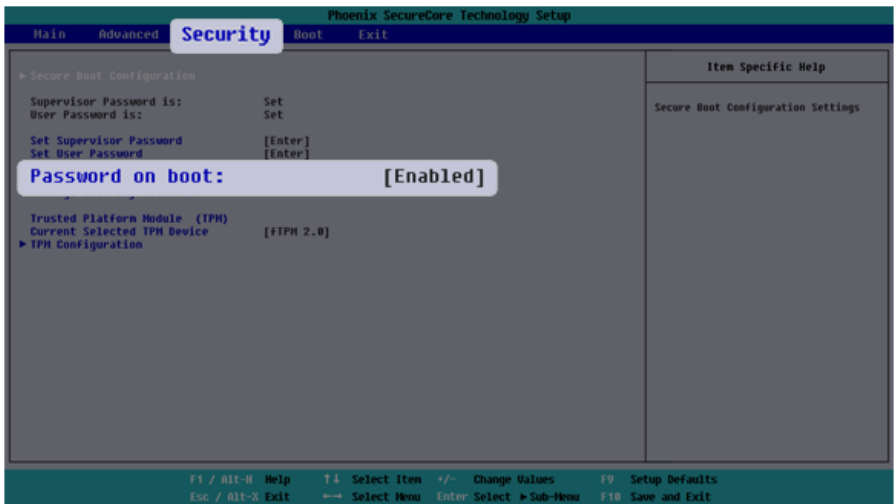 Phoenix SecureCore Technology Setup
Main Advanced Security Boot Exit
▶ Secure Boot Configuration
Supervisor Password is: Set
User Password is: Set
Set Supervisor Password [Enter]
Set User Password [Enter]
Password on boot: [Enabled]
Trusted Platform Module (TPM)
Current Selected TPM Device [fTPM 2.0]
▶ TPM Configuration
Item Specific Help
Secure Boot Configuration Settings
F1 / Alt-H Help ↑↓ Select Item +/- Change Values F9 Setup Defaults
Esc / Alt-X Exit ←→ Select Menu Enter Select ▶ Sub-Menu F10 Save and Exit